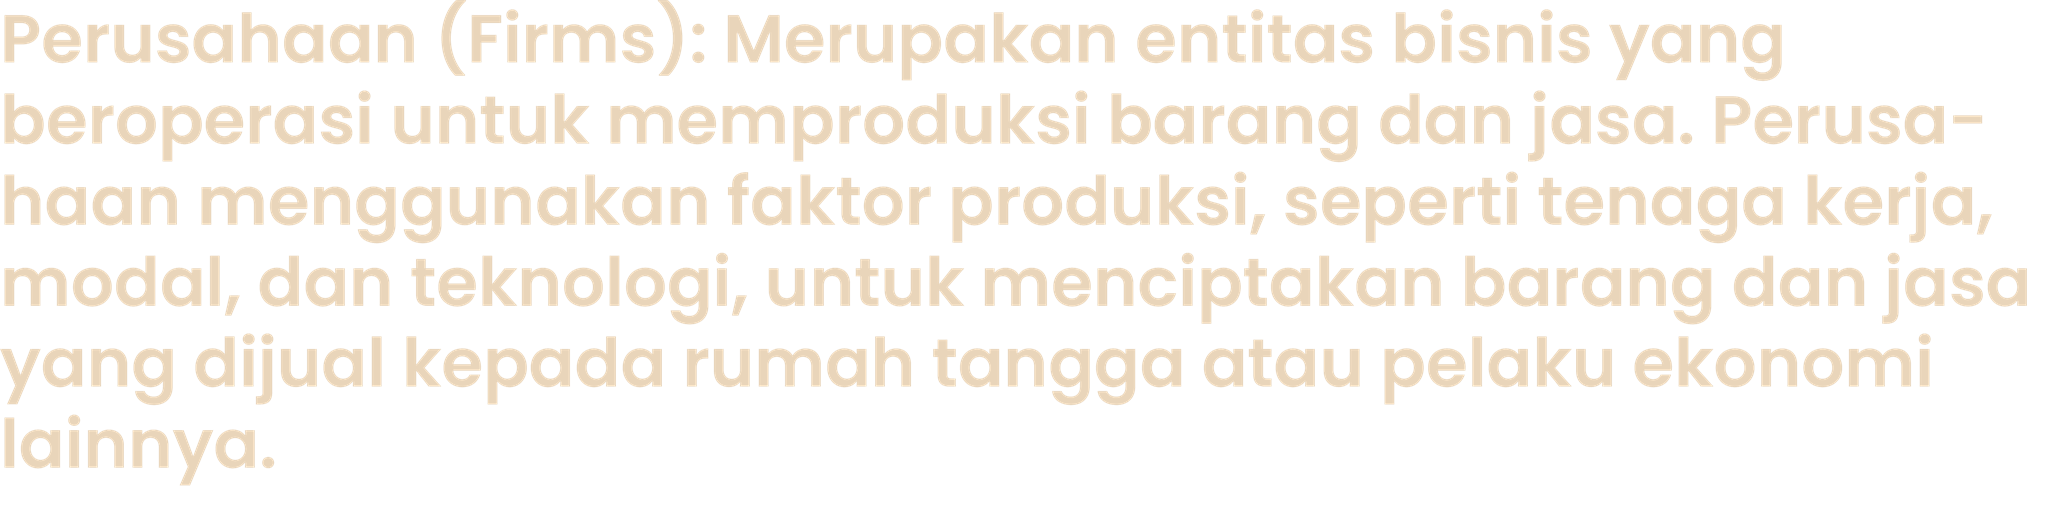 Perusahaan (Firms): Merupakan entitas bisnis yang
beroperasi untuk memproduksi barang dan jasa. Perusa-
haan menggunakan faktor produksi, seperti tenaga kerja,
modal, dan teknologi, untuk menciptakan barang dan jasa
yang dijual kepada rumah tangga atau pelaku ekonomi
lainnya.